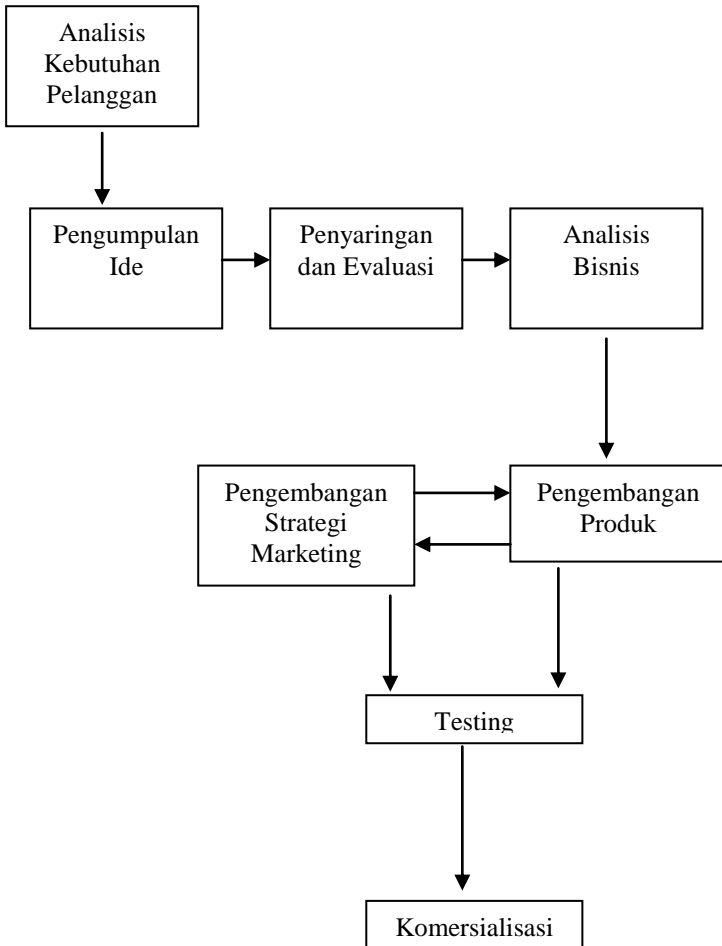 Analisis
Kebutuhan
Pelanggan
Pengumpulan
Ide
Penyaringan
dan Evaluasi
Analisis
Bisnis
Pengembangan
Strategi
Marketing
Pengembangan
Produk
Testing
Komersialisasi